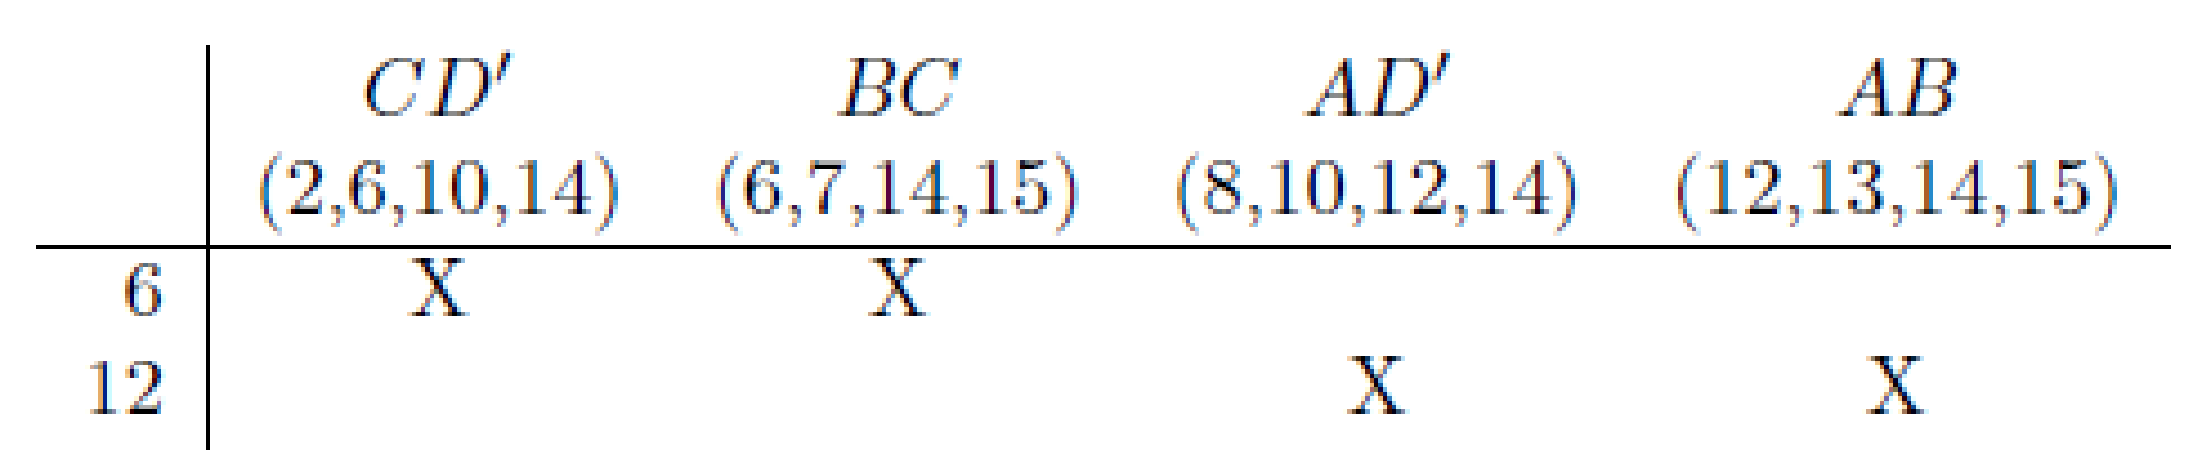 CD′ BC AD′ AB
(2,6,10,14) (6,7,14,15) (8,10,12,14) (12,13,14,15)
6 X X
12 X X